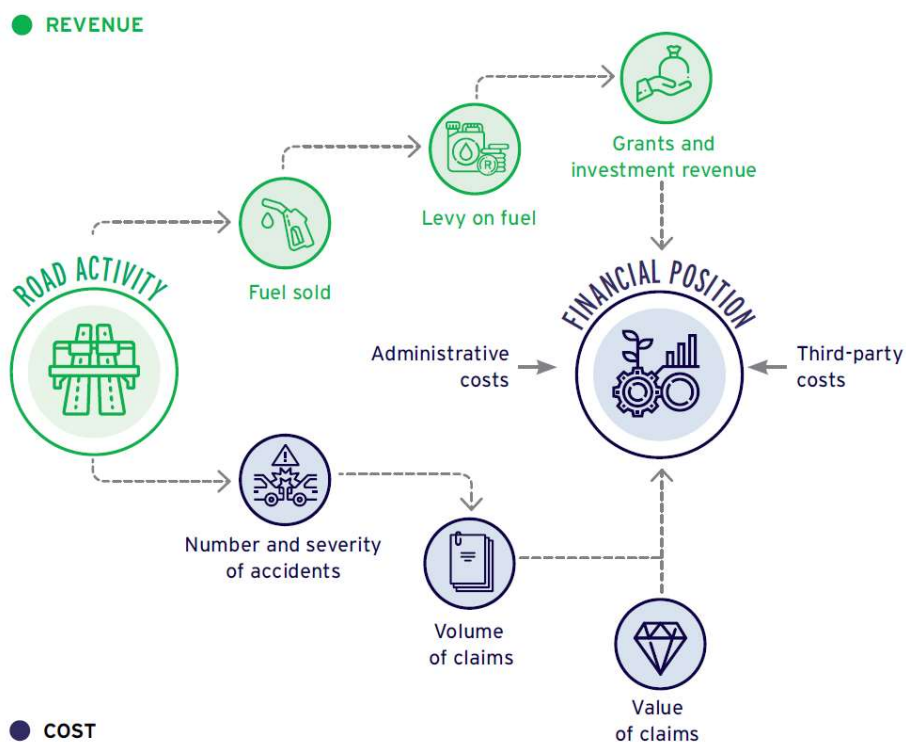 REVENUE
Grants and
investment revenue
R
Levy on fuel
Fuel sold
ROAD ACTIVITY
FINANCIAL POSITION
Administrative
costs
Third-party
costs
Number and severity
of accidents
Volume
of claims
Value
of claims
COST